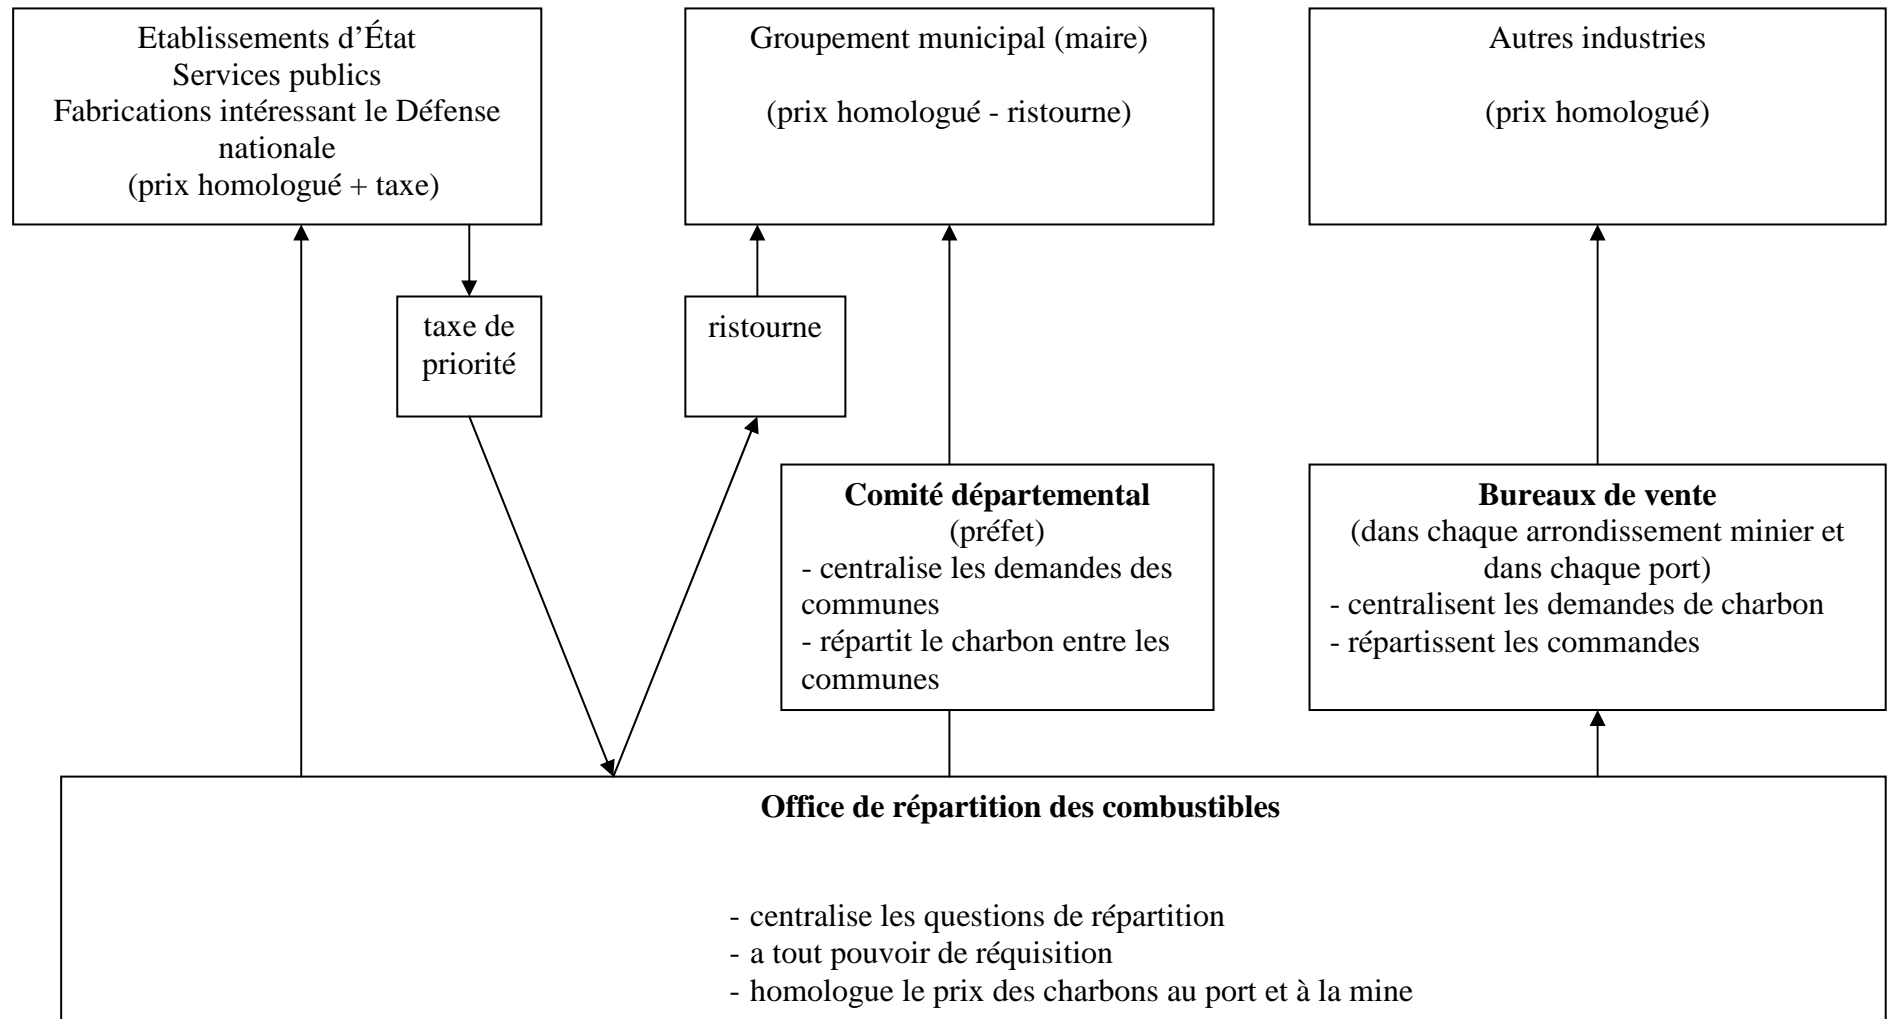 Etablissements d’État
Services publics
Fabrications intéressant le Défense
nationale
(prix homologué + taxe)
Groupement municipal (maire)
(prix homologué - ristourne)
Autres industries
(prix homologué)
taxe de
priorité
ristourne
Comité départemental
(préfet)
- centralise les demandes des
communes
- répartit le charbon entre les
communes
Bureaux de vente
(dans chaque arrondissement minier et
dans chaque port)
- centralisent les demandes de charbon
- répartissent les commandes
Office de répartition des combustibles
- centralise les questions de répartition
- a tout pouvoir de réquisition
- homologue le prix des charbons au port et à la mine